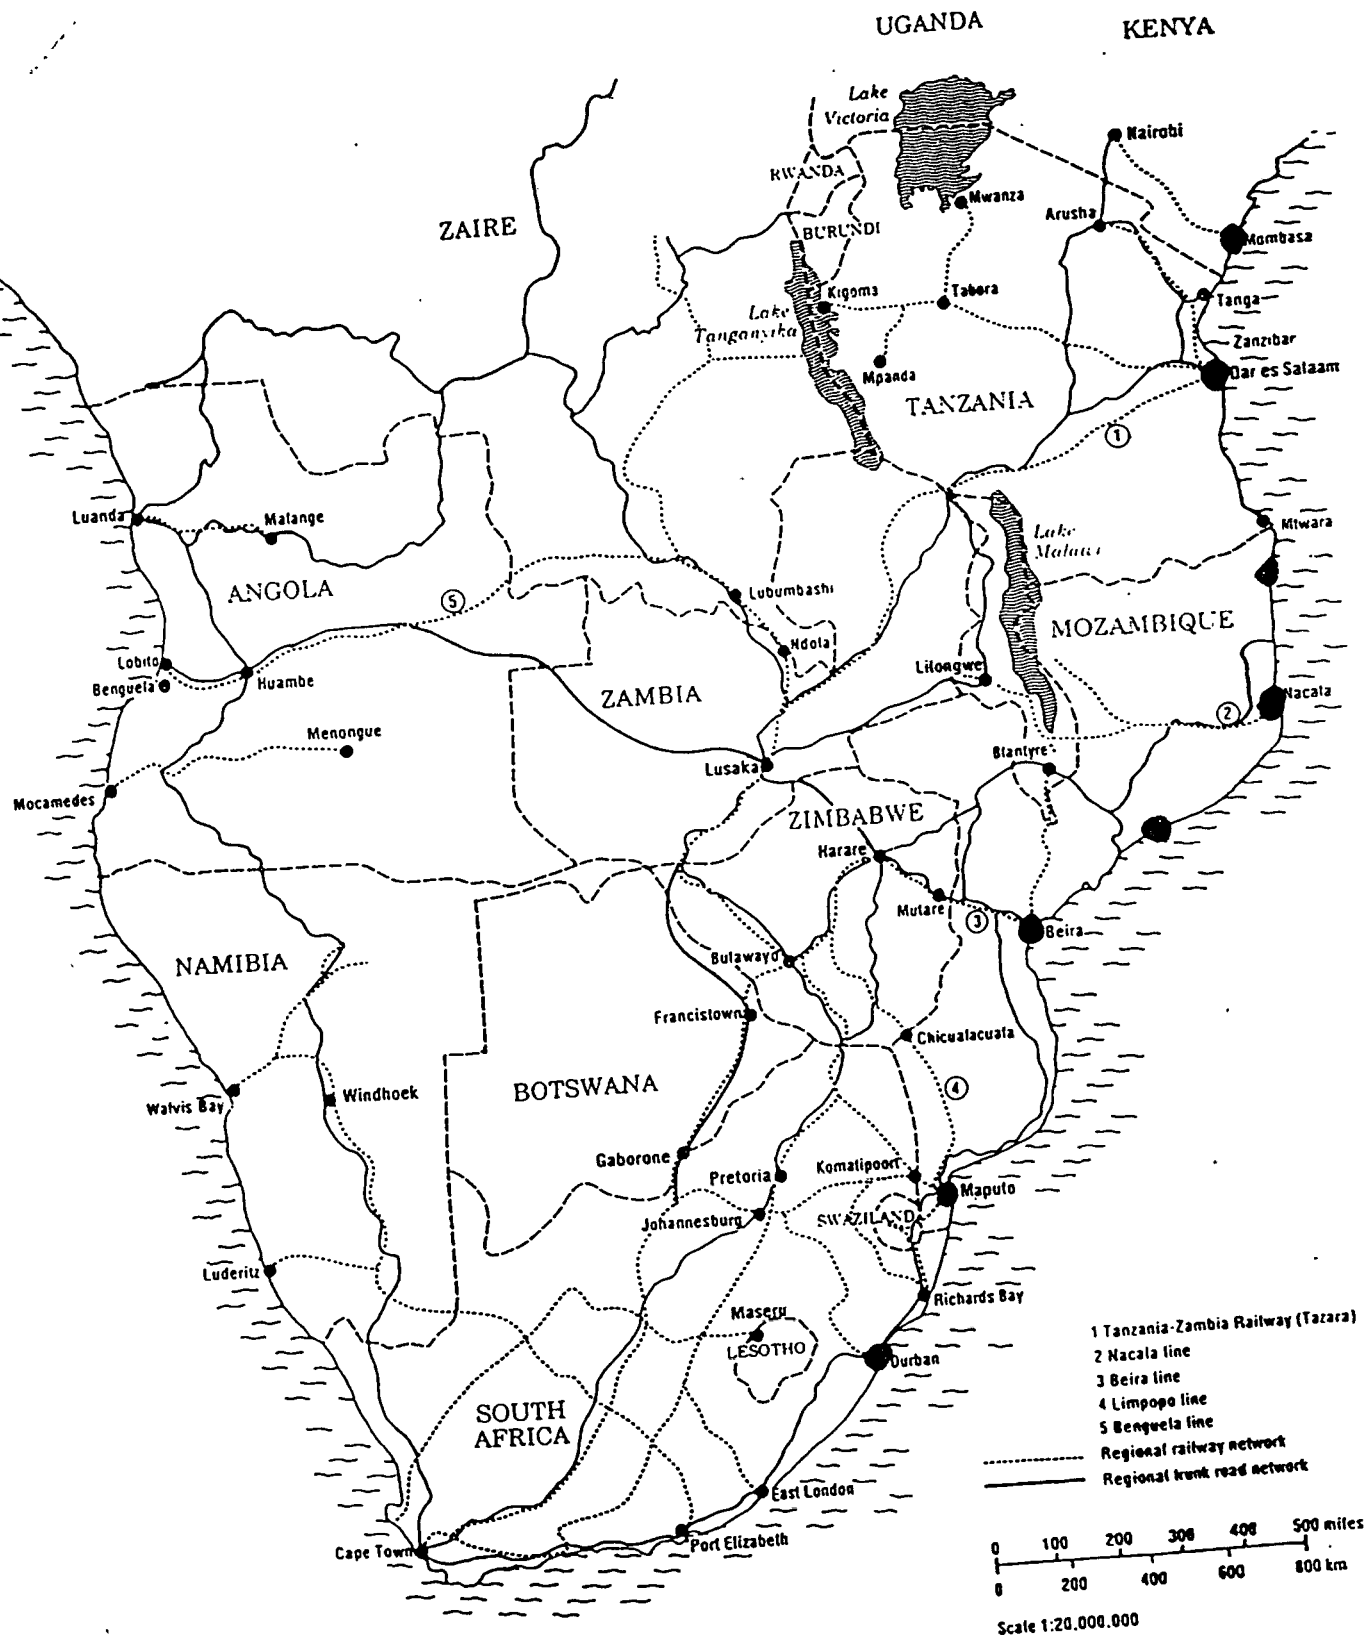 UGANDA
KENYA
Lake
Victoria
Nairobi
RWANDA
Mwanza
Arusha
ZAIRE
BURUNDI
Mombasa
Kigoma
Tabora
Tanga
Lake
Tanganyika
Zanzibar
Mpanda
Dar es Salaam
TANZANIA
1
Luanda
Malange
Mtwara
Lake
Malawi
ANGOLA
5
Lubumbashi
MOZAMBIQUE
Ndola
Lobito
Lilongwe
Benguela
Huambe
ZAMBIA
Nacala
2
Menongue
Blantyre
Lusaka
Mocamedes
ZIMBABWE
Harare
Mutare
3
Beira
NAMIBIA
Bulawayo
Francistown
Chicualacuala
BOTSWANA
4
Walvis Bay
Windhoek
Gaborone
Pretoria
Komatipoort
Maputo
Johannesburg
SWAZILAND
Luderitz
Richards Bay
Maseru
LESOTHO
Durban
SOUTH
AFRICA
East London
Cape Town
Port Elizabeth
1 Tanzania-Zambia Railway (Tazara)
2 Nacala line
3 Beira line
4 Limpopo line
5 Benguela line
Regional railway network
Regional trunk road network
0 100 200 300 400 500 miles
0 200 400 600 800 km
Scale 1:20.000.000